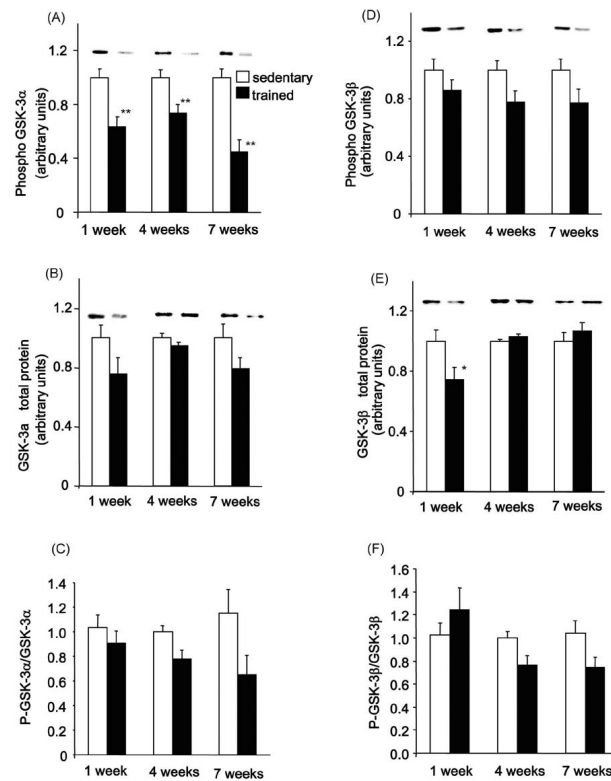 (A)
Phospho GSK-3α
(arbitrary units)
1.2
0.8
0.4
0
sedentary
trained
**
**
**
1 week 4 weeks 7 weeks
(B)
GSK-3a total protein
(arbitrary units)
1.2
0.8
0.4
0
1 week 4 weeks 7 weeks
(C)
P-GSK-3α/GSK-3α
1.4
1.2
1.0
0.8
0.6
0.4
0.2
0
1 week 4 weeks 7 weeks
(D)
Phospho GSK-3β
(arbitrary units)
1.2
0.8
0.4
0
1 week 4 weeks 7 weeks
(E)
GSK-3β total protein
(arbitrary units)
1.2
0.8
0.4
0
*
1 week 4 weeks 7 weeks
(F)
P-GSK-3β/GSK-3β
1.6
1.4
1.2
1.0
0.8
0.6
0.4
0.2
0.0
1 week 4 weeks 7 weeks